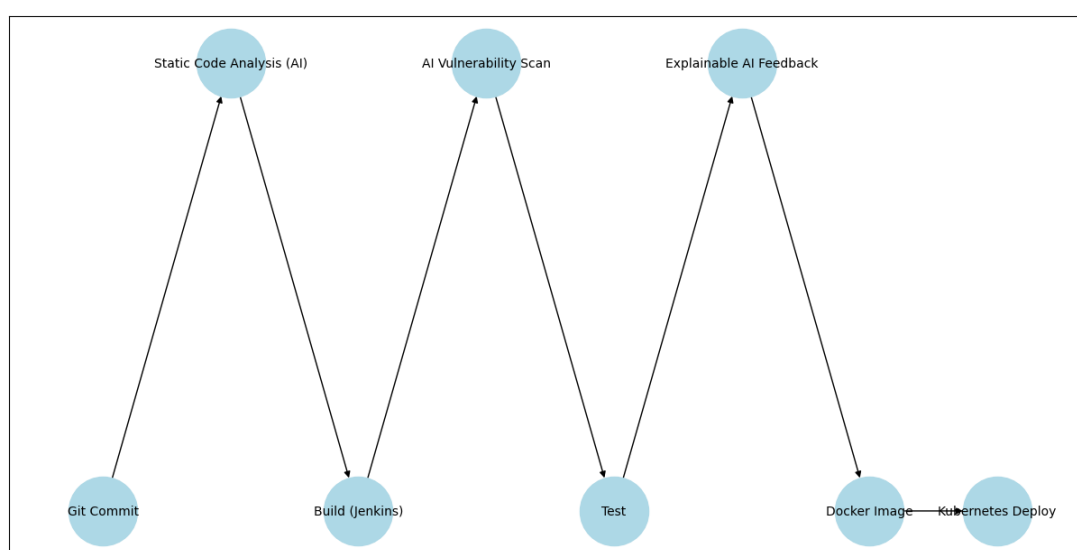 Static Code Analysis (AI)
AI Vulnerability Scan
Explainable AI Feedback
Git Commit
Build (Jenkins)
Test
Docker Image
Kubernetes Deploy